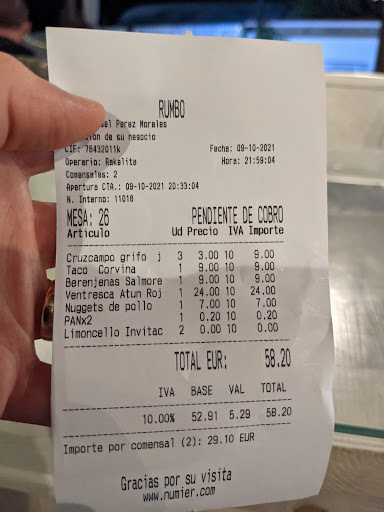 RUMBO
Perez Morales
de su negocio
CIF: 76432011k Fecha: 09-10-2021
Operario: Rakelita Hora: 21:59:04
Comensales: 2
Apertura CTA.: 09-10-2021 20:33:04
N. Interno: 11018
MESA: 26 PENDIENTE DE COBRO
Articulo Ud Precio IVA Importe
Cruzcampo grifo j 3 3.00 10 9.00
Taco Corvina 1 9.00 10 9.00
Berenjenas Salmore 1 9.00 10 9.00
Ventresca Atun Roj 1 24.00 10 24.00
Nuggets de pollo 1 7.00 10 7.00
PANx2 1 0.20 10 0.20
Limoncello Invitac 2 0.00 10 0.00
TOTAL EUR: 58.20
IVA BASE VAL TOTAL
10.00% 52.91 5.29 58.20
Importe por comensal (2): 29.10 EUR
Gracias por su visita
www.numier.com